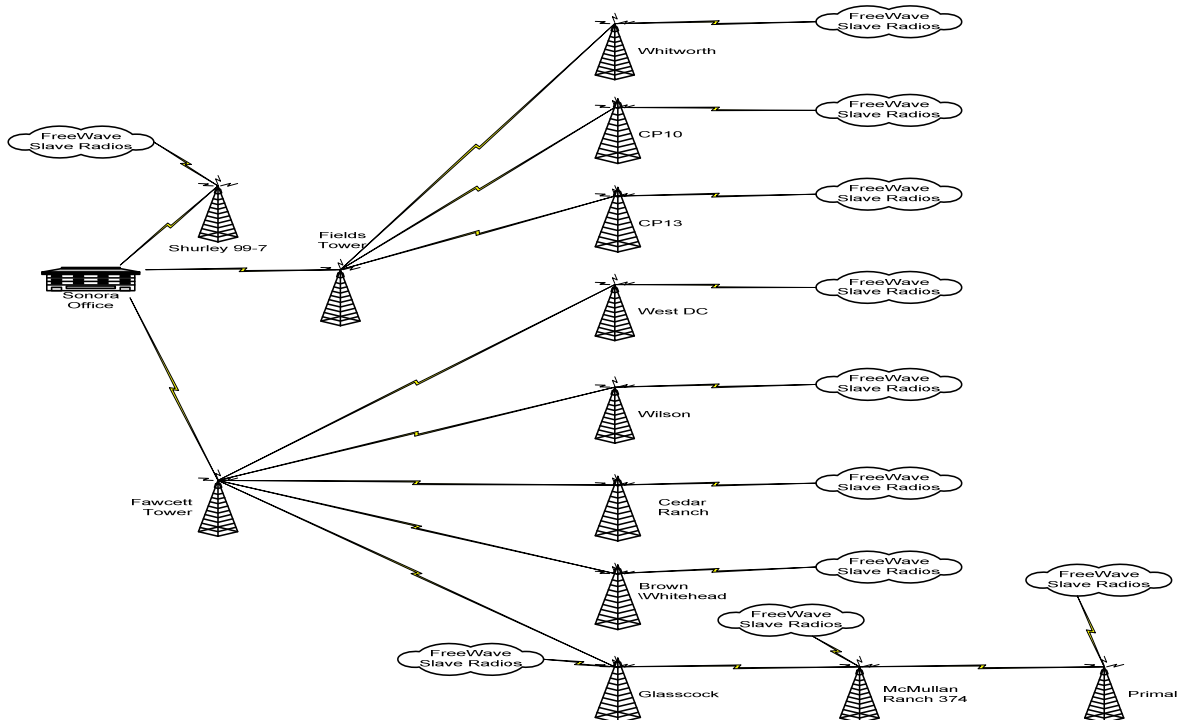 FreeWave
Slave Radios
Whitworth
FreeWave
Slave Radios
CP10
FreeWave
Slave Radios
Shurley 99-7
FreeWave
Slave Radios
CP13
Fields
Tower
Sonora
Office
FreeWave
Slave Radios
West DC
FreeWave
Slave Radios
Wilson
FreeWave
Slave Radios
Cedar
Ranch
Fawcett
Tower
FreeWave
Slave Radios
Brown
\Whitehead
FreeWave
Slave Radios
FreeWave
Slave Radios
FreeWave
Slave Radios
Glasscock
McMullan
Ranch 374
Primal